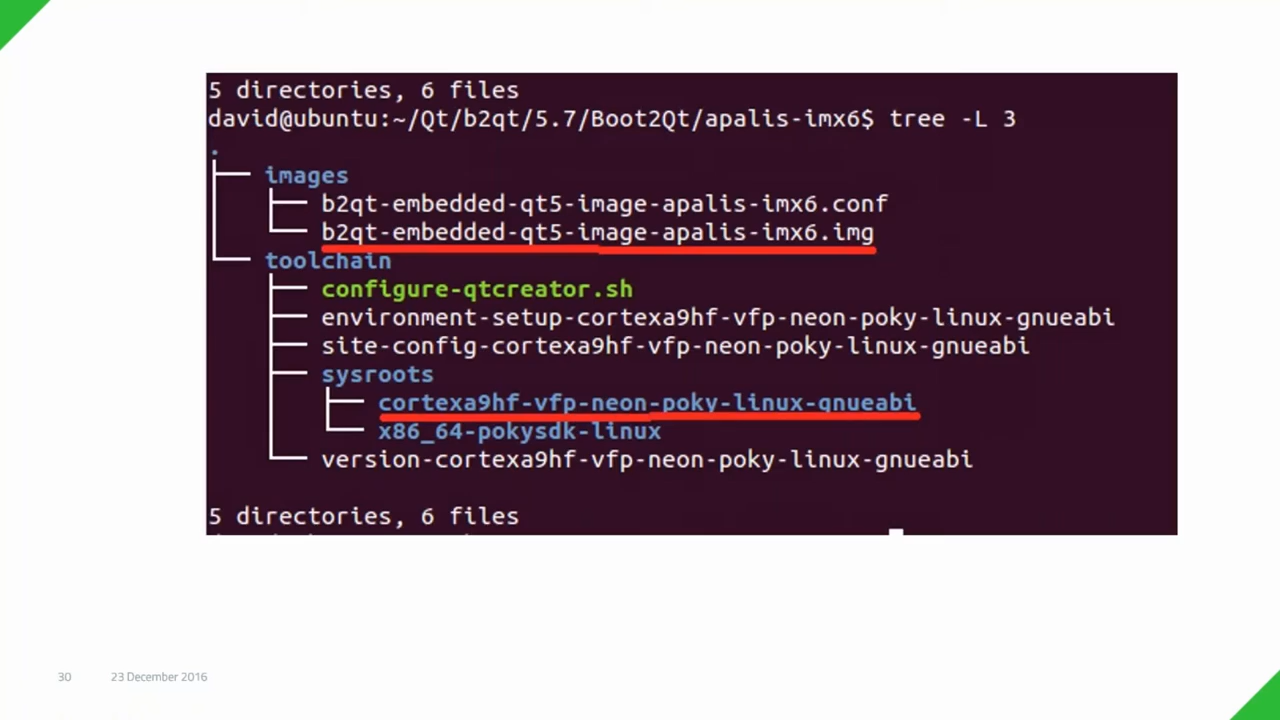 5 directories, 6 files
david@ubuntu:~/Qt/b2qt/5.7/Boot2Qt/apalis-imx6$ tree -L 3
.
├── images
│   ├── b2qt-embedded-qt5-image-apalis-imx6.conf
│   └── b2qt-embedded-qt5-image-apalis-imx6.img
└── toolchain
    ├── configure-qtcreator.sh
    ├── environment-setup-cortexa9hf-vfp-neon-poky-linux-gnueabi
    ├── site-config-cortexa9hf-vfp-neon-poky-linux-gnueabi
    ├── sysroots
    │   ├── cortexa9hf-vfp-neon-poky-linux-gnueabi
    │   └── x86_64-pokysdk-linux
    └── version-cortexa9hf-vfp-neon-poky-linux-gnueabi
5 directories, 6 files
30 23 December 2016